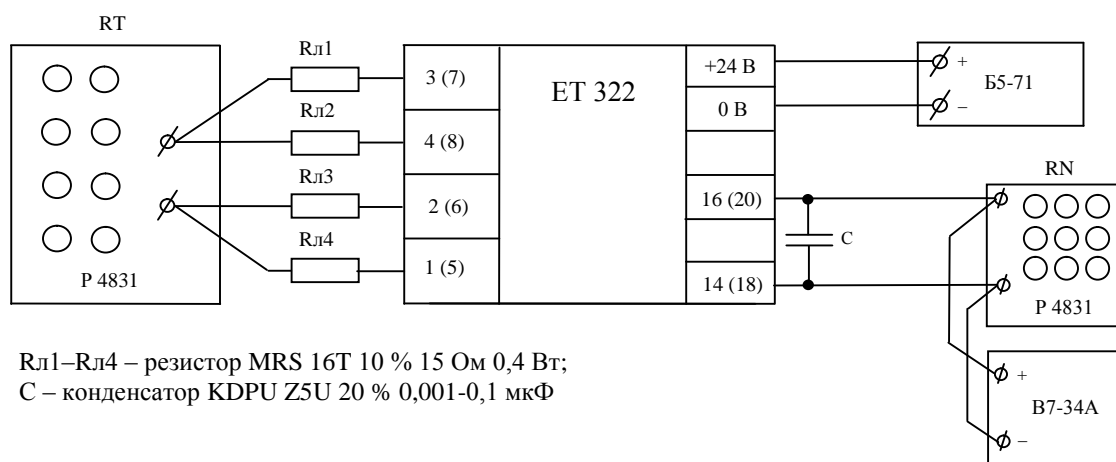 RT
Rл1
3 (7)
ET 322
+24 В
+
Б5-71
Rл2
0 В
–
4 (8)
Rл3
RN
2 (6)
16 (20)
Rл4
C
Р 4831
1 (5)
14 (18)
Р 4831
Rл1–Rл4 – резистор MRS 16T 10 % 15 Ом 0,4 Вт;
С – конденсатор KDPU Z5U 20 % 0,001-0,1 мкФ
+
В7-34А
–